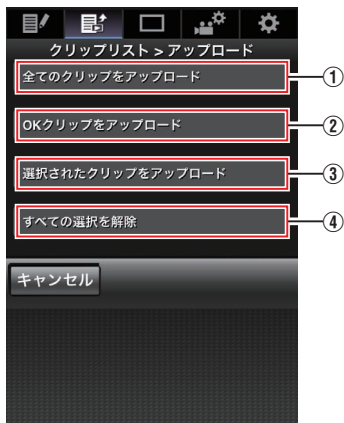 クリップリスト > アップロード
全てのクリップをアップロード
①
OKクリップをアップロード
②
選択されたクリップをアップロード
③
すべての選択を解除
④
キャンセル